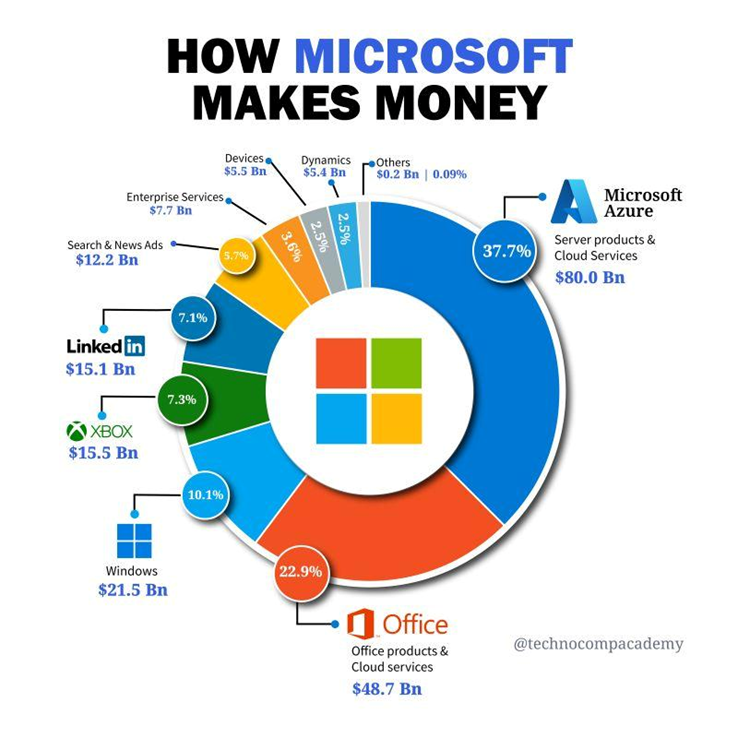 HOW MICROSOFT
MAKES MONEY
Devices
$5.5 Bn
Dynamics
$5.4 Bn
Others
$0.2 Bn | 0.09%
Enterprise Services
$7.7 Bn
Search & News Ads
$12.2 Bn
5.7%
3.6%
2.5%
2.5%
37.7%
Microsoft
Azure
Server products &
Cloud Services
$80.0 Bn
7.1%
Linked in
$15.1 Bn
7.3%
XBOX
$15.5 Bn
10.1%
Windows
$21.5 Bn
22.9%
Office
Office products &
Cloud services
$48.7 Bn
@technocompacademy